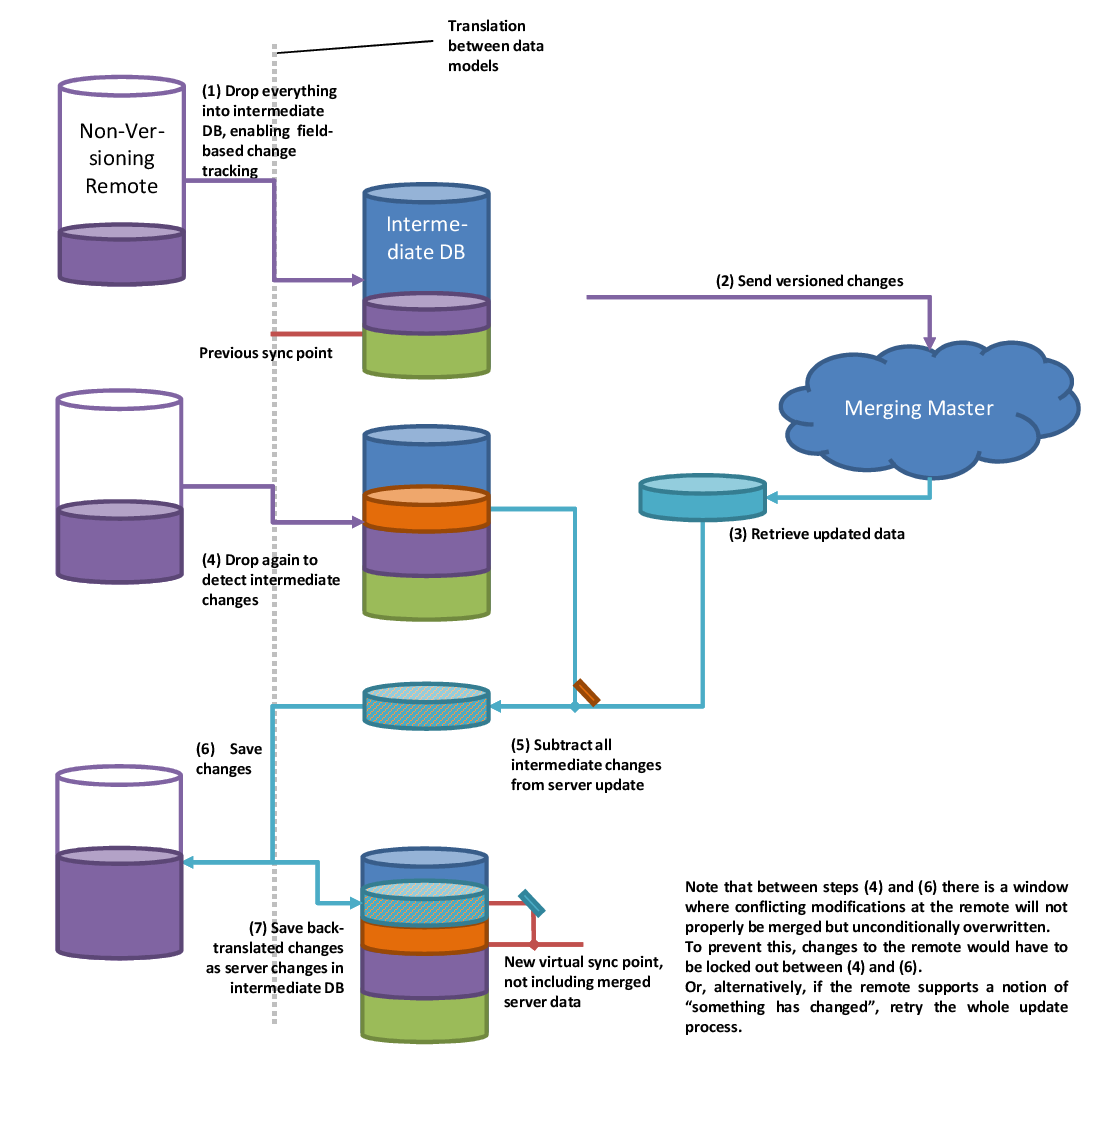 Translation
between data
models
(1) Drop everything
into intermediate
DB, enabling field-
based change
tracking
Non-Ver-
sioning
Remote
Interme-
diate DB
(2) Send versioned changes
Previous sync point
Merging Master
(3) Retrieve updated data
(4) Drop again to
detect intermediate
changes
(5) Subtract all
intermediate changes
from server update
(6) Save
changes
(7) Save back-
translated changes
as server changes in
intermediate DB
New virtual sync point,
not including merged
server data
Note that between steps (4) and (6) there is a window
where conflicting modifications at the remote will not
properly be merged but unconditionally overwritten.
To prevent this, changes to the remote would have to
be locked out between (4) and (6).
Or, alternatively, if the remote supports a notion of
“something has changed”, retry the whole update
process.